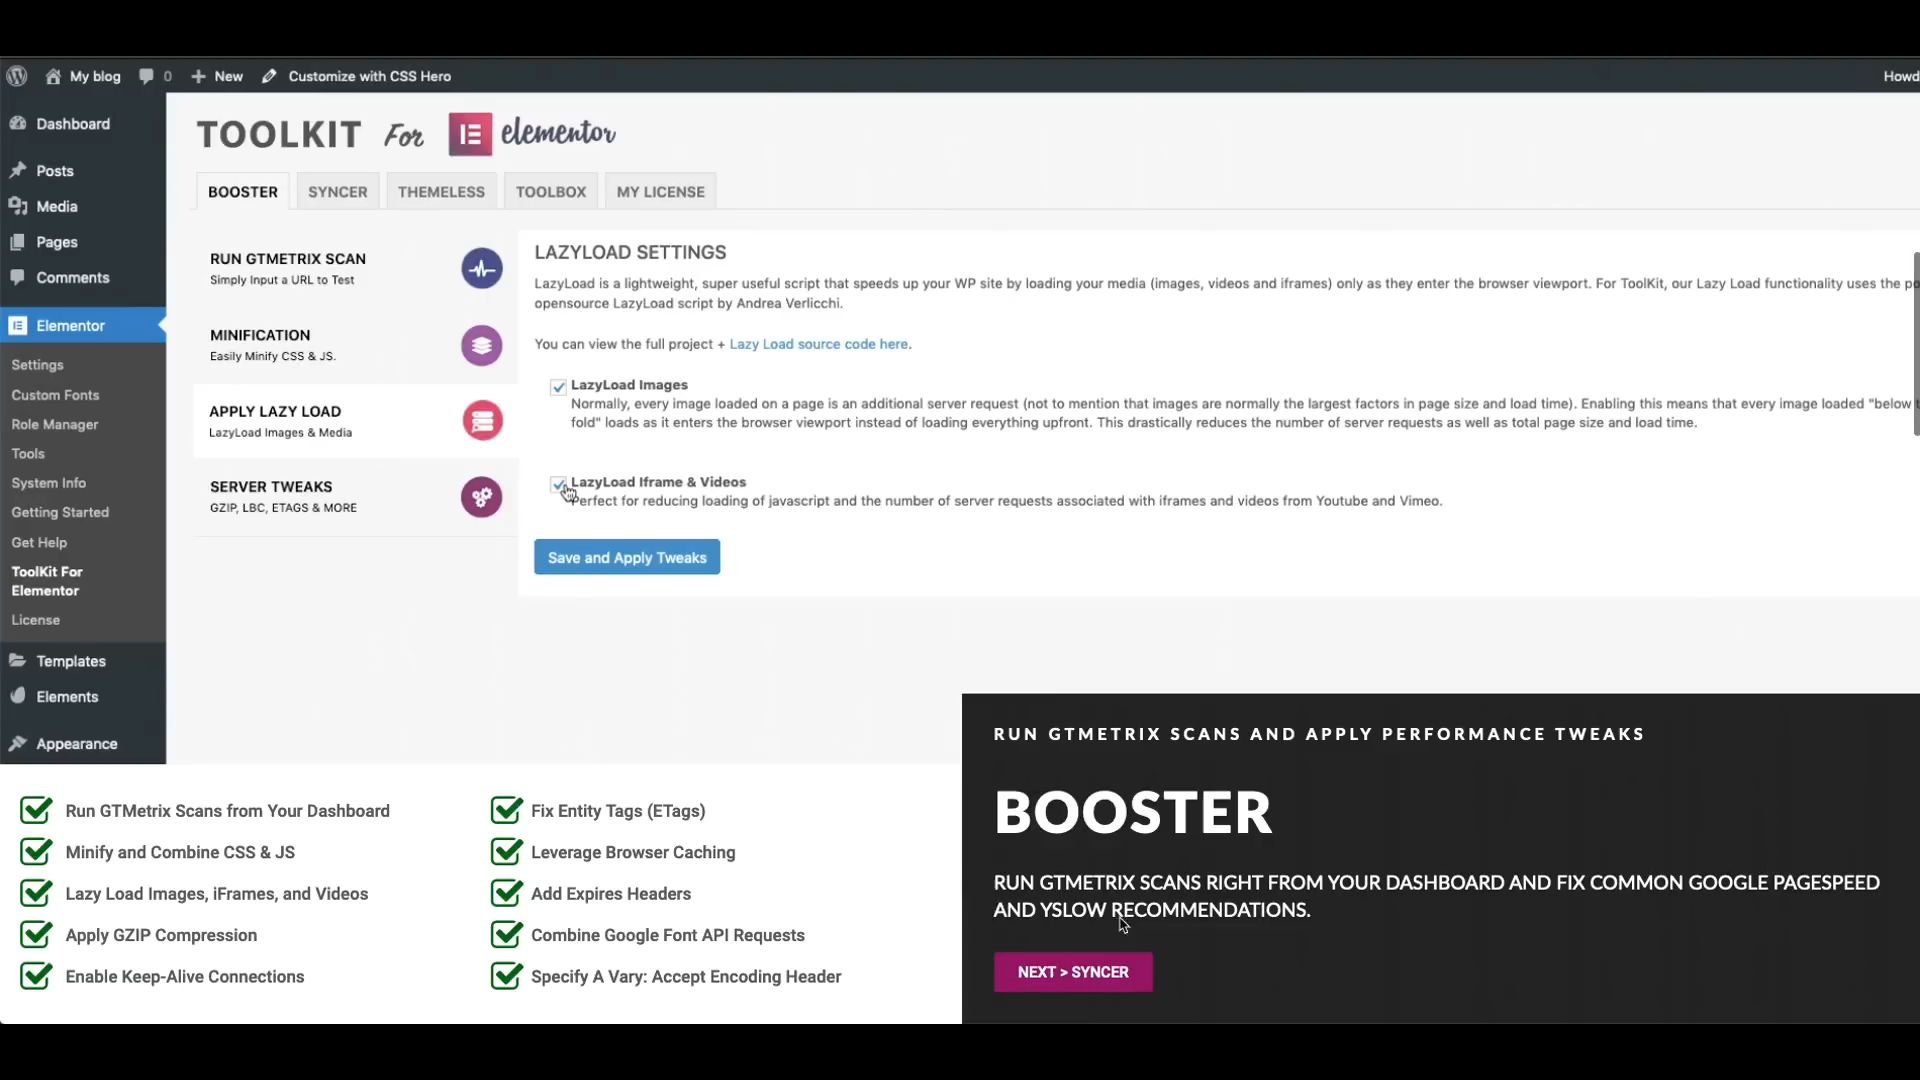 My blog
0
New
Customize with CSS Hero
Howd
Dashboard
Posts
Media
Pages
Comments
Elementor
Settings
Custom Fonts
Role Manager
Tools
System Info
Getting Started
Get Help
ToolKit For
Elementor
License
Templates
Elements
Appearance
TOOLKIT For elementor
BOOSTER
SYNCER
THEMELESS
TOOLBOX
MY LICENSE
RUN GTMETRIX SCAN
Simply Input a URL to Test
MINIFICATION
Easily Minify CSS & JS.
APPLY LAZY LOAD
LazyLoad Images & Media
SERVER TWEAKS
GZIP, LBC, ETAGS & MORE
LAZYLOAD SETTINGS
LazyLoad is a lightweight, super useful script that speeds up your WP site by loading your media (images, videos and iframes) only as they enter the browser viewport. For ToolKit, our Lazy Load functionality uses the po
opensource LazyLoad script by Andrea Verlicchi.
You can view the full project + Lazy Load source code here.
LazyLoad Images
Normally, every image loaded on a page is an additional server request (not to mention that images are normally the largest factors in page size and load time). Enabling this means that every image loaded "below t
fold" loads as it enters the browser viewport instead of loading everything upfront. This drastically reduces the number of server requests as well as total page size and load time.
LazyLoad Iframe & Videos
Perfect for reducing loading of javascript and the number of server requests associated with iframes and videos from Youtube and Vimeo.
Save and Apply Tweaks
Run GTMetrix Scans from Your Dashboard
Minify and Combine CSS & JS
Lazy Load Images, iFrames, and Videos
Apply GZIP Compression
Enable Keep-Alive Connections
Fix Entity Tags (ETags)
Leverage Browser Caching
Add Expires Headers
Combine Google Font API Requests
Specify A Vary: Accept Encoding Header
RUN GTMETRIX SCANS AND APPLY PERFORMANCE TWEAKS
BOOSTER
RUN GTMETRIX SCANS RIGHT FROM YOUR DASHBOARD AND FIX COMMON GOOGLE PAGESPEED
AND YSLOW RECOMMENDATIONS.
NEXT > SYNCER